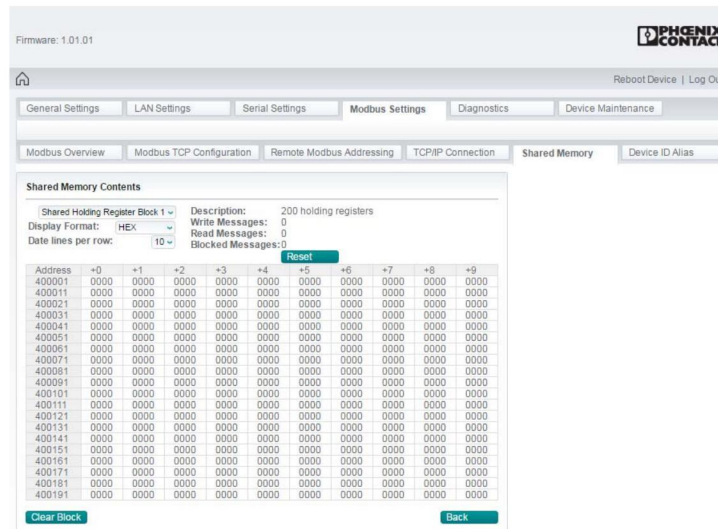 PHŒNIX
CONTACT
Firmware: 1.01.01
Reboot Device | Log Ou
General Settings LAN Settings Serial Settings Modbus Settings Diagnostics Device Maintenance
Modbus Overview Modbus TCP Configuration Remote Modbus Addressing TCP/IP Connection Shared Memory Device ID Alias
Shared Memory Contents
Shared Holding Register Block 1 Description: 200 holding registers
Write Messages: 0
Display Format: HEX Read Messages: 0
Date lines per row: 10 Blocked Messages: 0
Reset
Address +0 +1 +2 +3 +4 +5 +6 +7 +8 +9
400001 0000 0000 0000 0000 0000 0000 0000 0000 0000 0000
400011 0000 0000 0000 0000 0000 0000 0000 0000 0000 0000
400021 0000 0000 0000 0000 0000 0000 0000 0000 0000 0000
400031 0000 0000 0000 0000 0000 0000 0000 0000 0000 0000
400041 0000 0000 0000 0000 0000 0000 0000 0000 0000 0000
400051 0000 0000 0000 0000 0000 0000 0000 0000 0000 0000
400061 0000 0000 0000 0000 0000 0000 0000 0000 0000 0000
400071 0000 0000 0000 0000 0000 0000 0000 0000 0000 0000
400081 0000 0000 0000 0000 0000 0000 0000 0000 0000 0000
400091 0000 0000 0000 0000 0000 0000 0000 0000 0000 0000
400101 0000 0000 0000 0000 0000 0000 0000 0000 0000 0000
400111 0000 0000 0000 0000 0000 0000 0000 0000 0000 0000
400121 0000 0000 0000 0000 0000 0000 0000 0000 0000 0000
400131 0000 0000 0000 0000 0000 0000 0000 0000 0000 0000
400141 0000 0000 0000 0000 0000 0000 0000 0000 0000 0000
400151 0000 0000 0000 0000 0000 0000 0000 0000 0000 0000
400161 0000 0000 0000 0000 0000 0000 0000 0000 0000 0000
400171 0000 0000 0000 0000 0000 0000 0000 0000 0000 0000
400181 0000 0000 0000 0000 0000 0000 0000 0000 0000 0000
400191 0000 0000 0000 0000 0000 0000 0000 0000 0000 0000
Clear Block Back